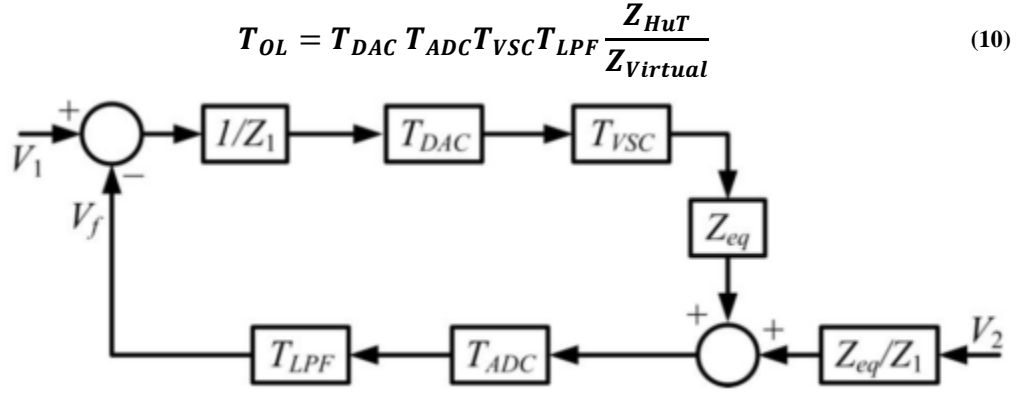 T_OL = T_DAC T_ADC T_VSC T_LPF Z_HuT / Z_Virtual (10)
+ 1/Z_1 T_DAC T_VSC
V_1 −
V_f Z_eq
+ + V_2
T_LPF T_ADC Z_eq/Z_1